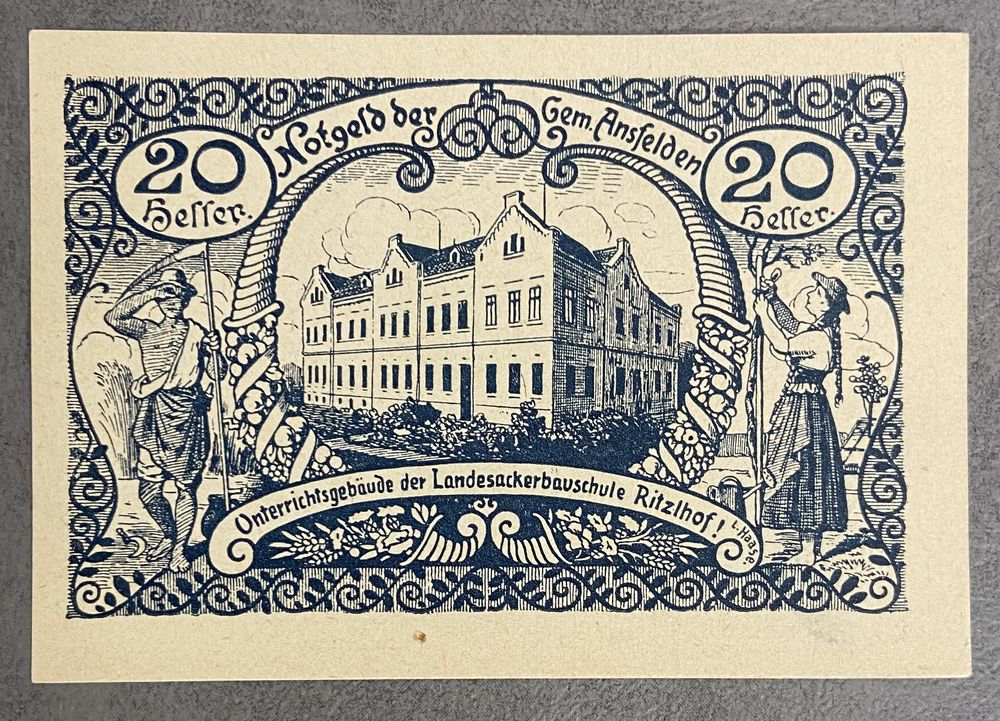 Notgeld der Gem. Ansfelden
20
Heller.
20
Heller.
Unterrichtsgebäude der Landesackerbauschule Ritzlhof!
L. Haase